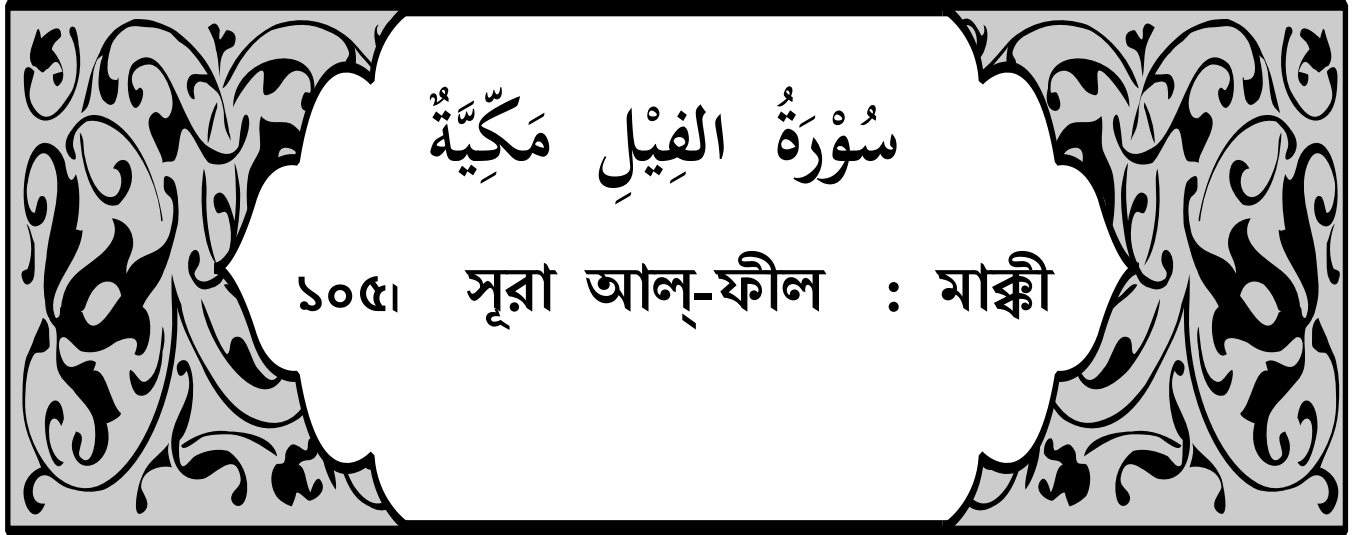 سُوْرَةُ الفِيْلِ مَكِّيَّةٌ
১০৫। সূরা আল্-ফীল : মাক্কী